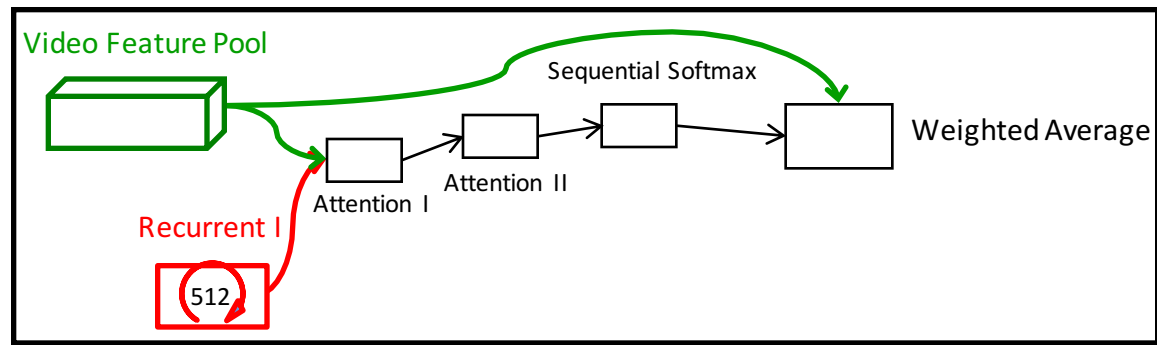 Video Feature Pool
Sequential Softmax
Weighted Average
Attention II
Attention I
Recurrent I
512